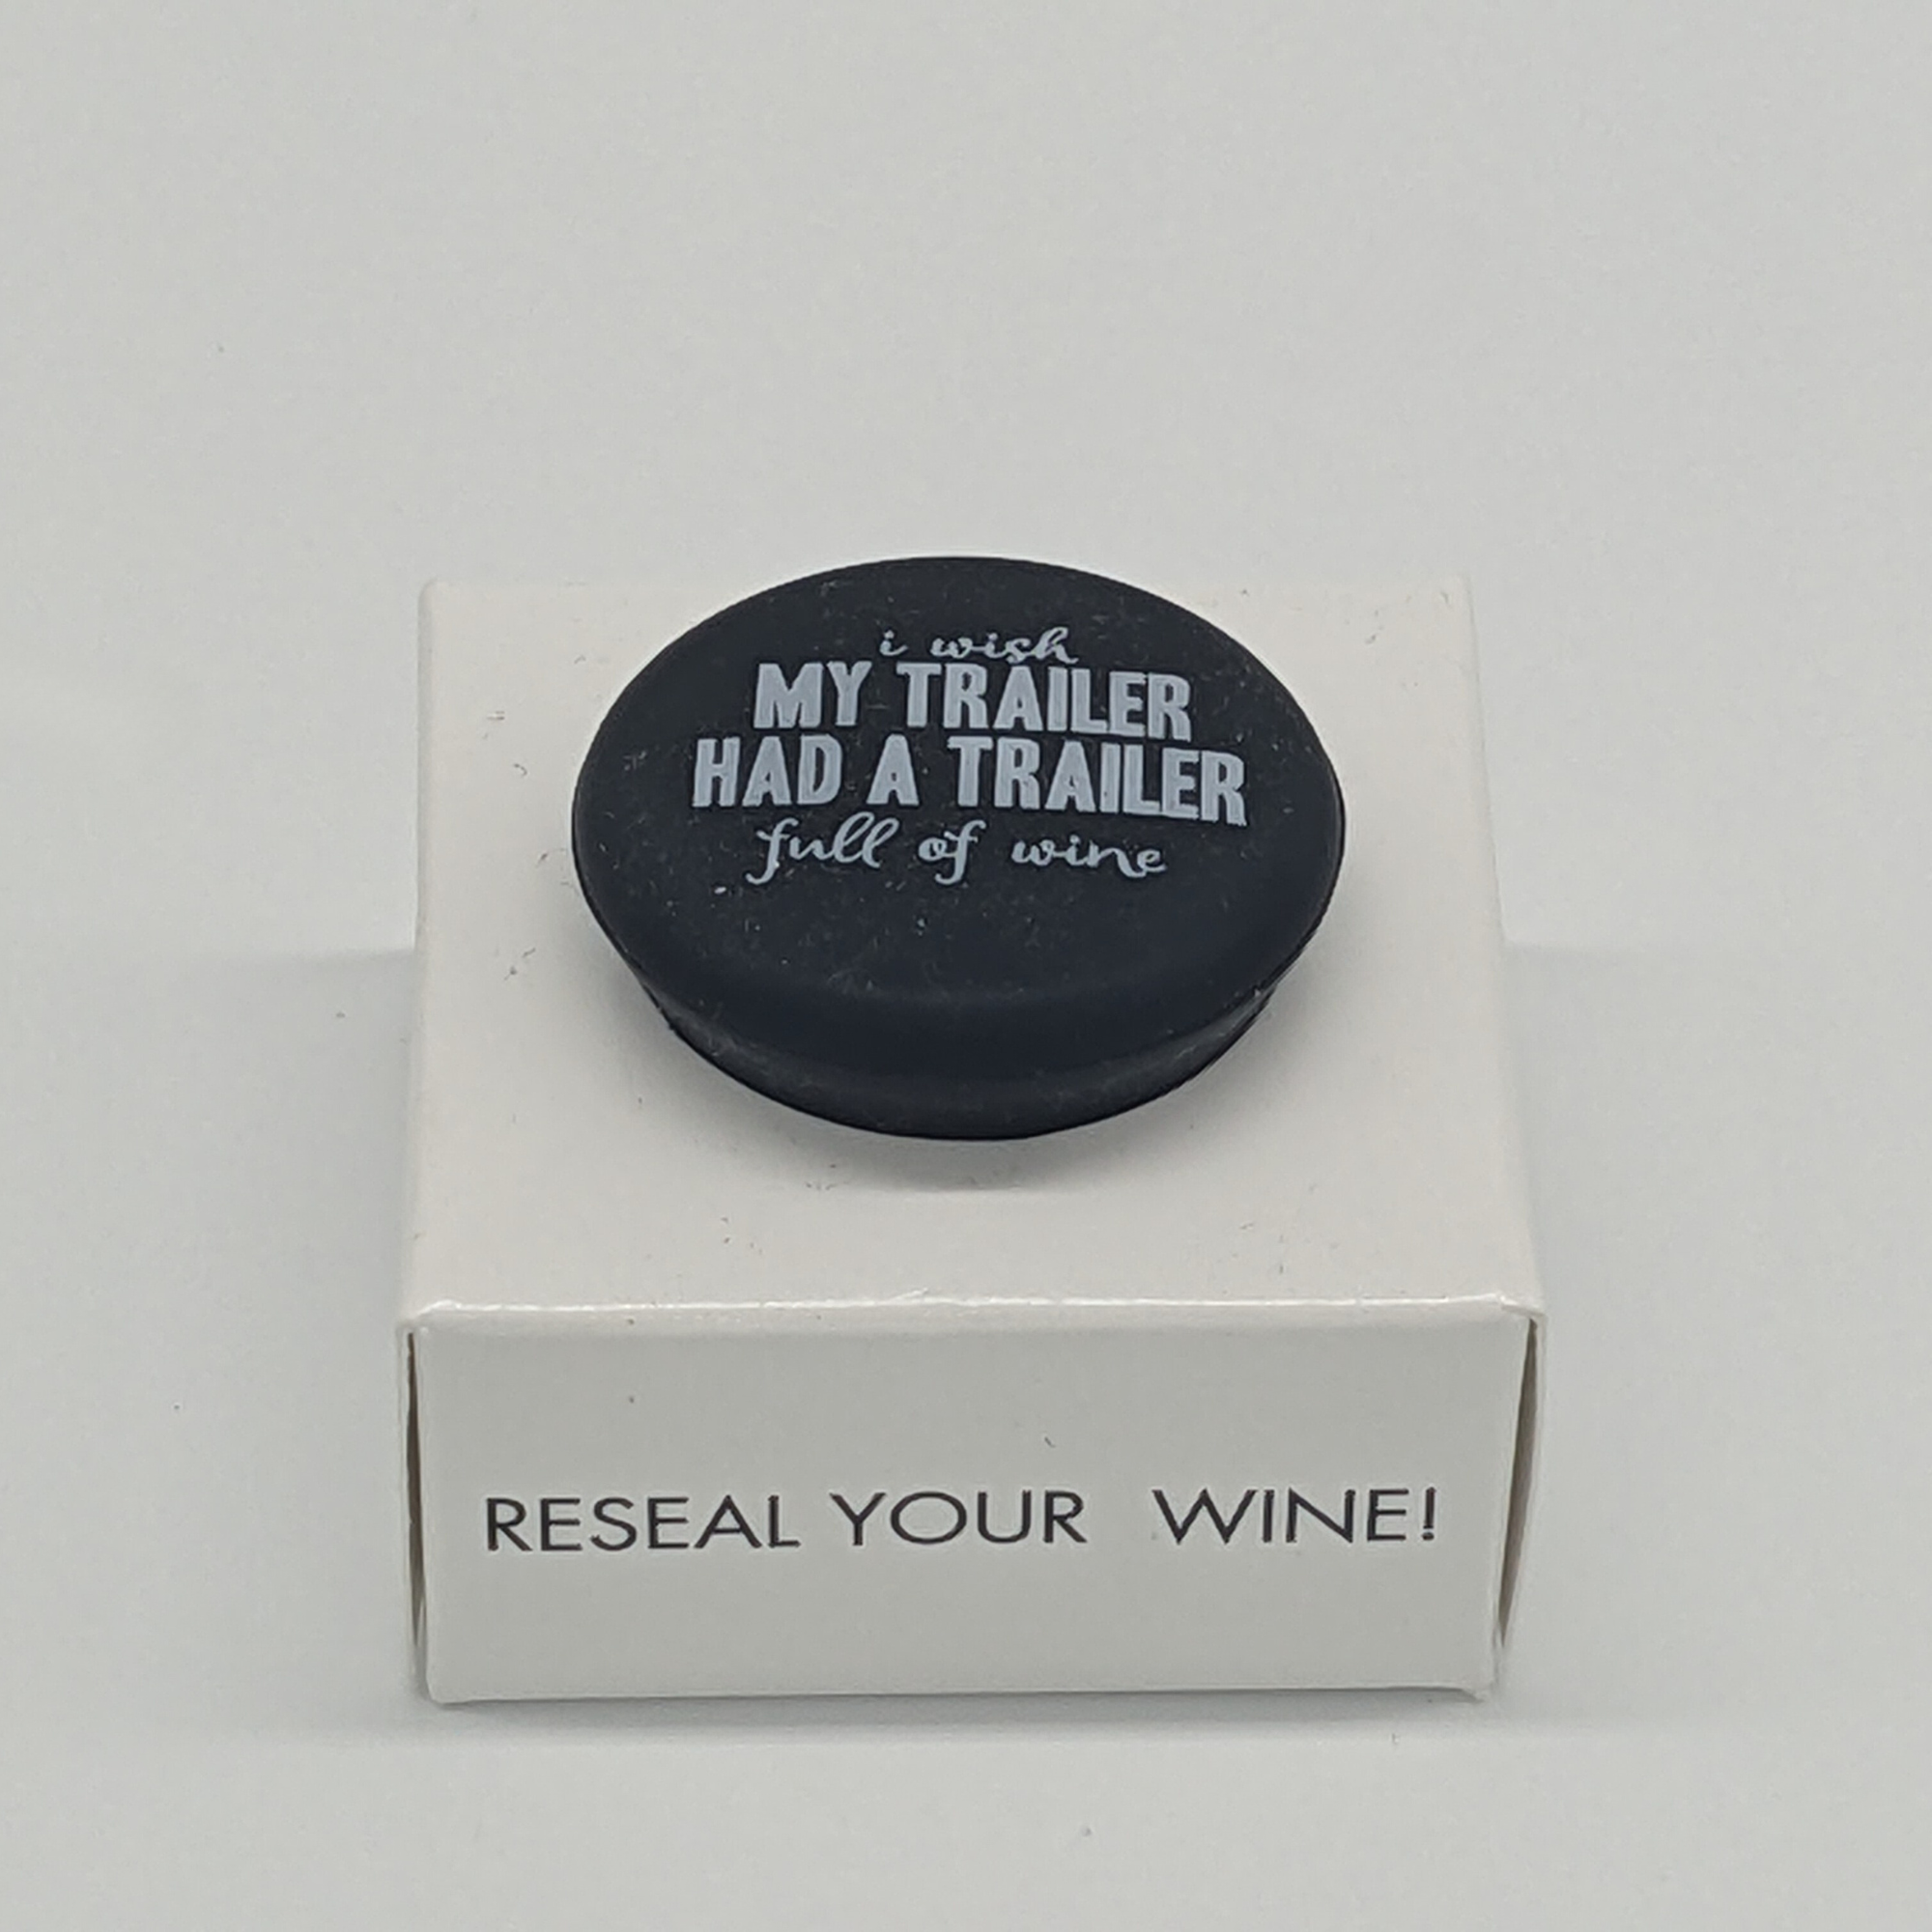 i wish
MY TRAILER
HAD A TRAILER
full of wine
RESEAL YOUR WINE!